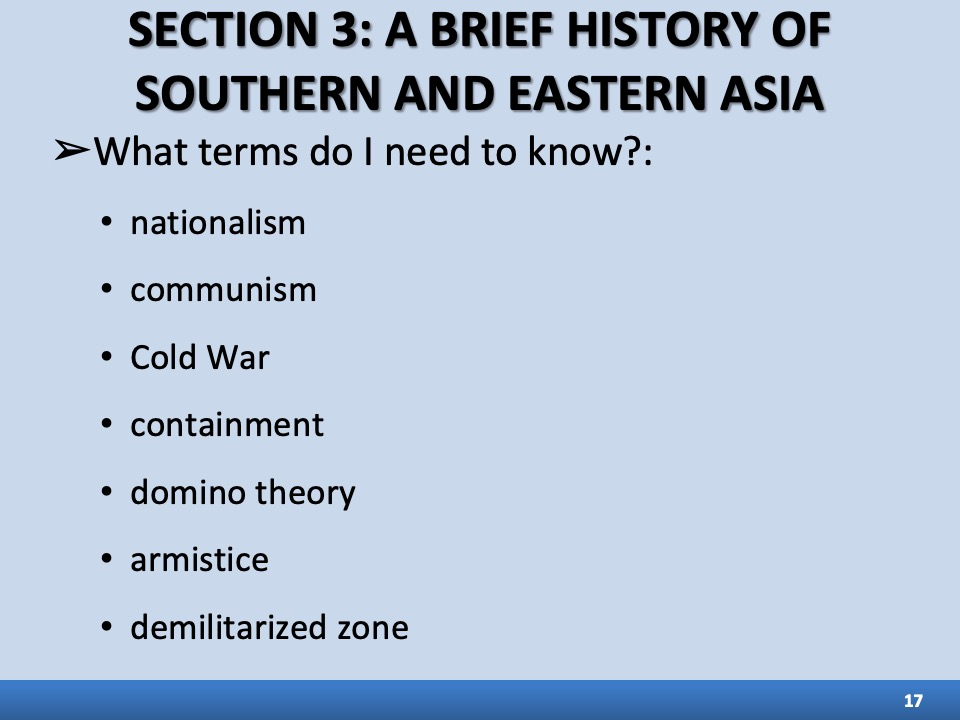 SECTION 3: A BRIEF HISTORY OF
SOUTHERN AND EASTERN ASIA
➢What terms do I need to know?:
• nationalism
• communism
• Cold War
• containment
• domino theory
• armistice
• demilitarized zone
17